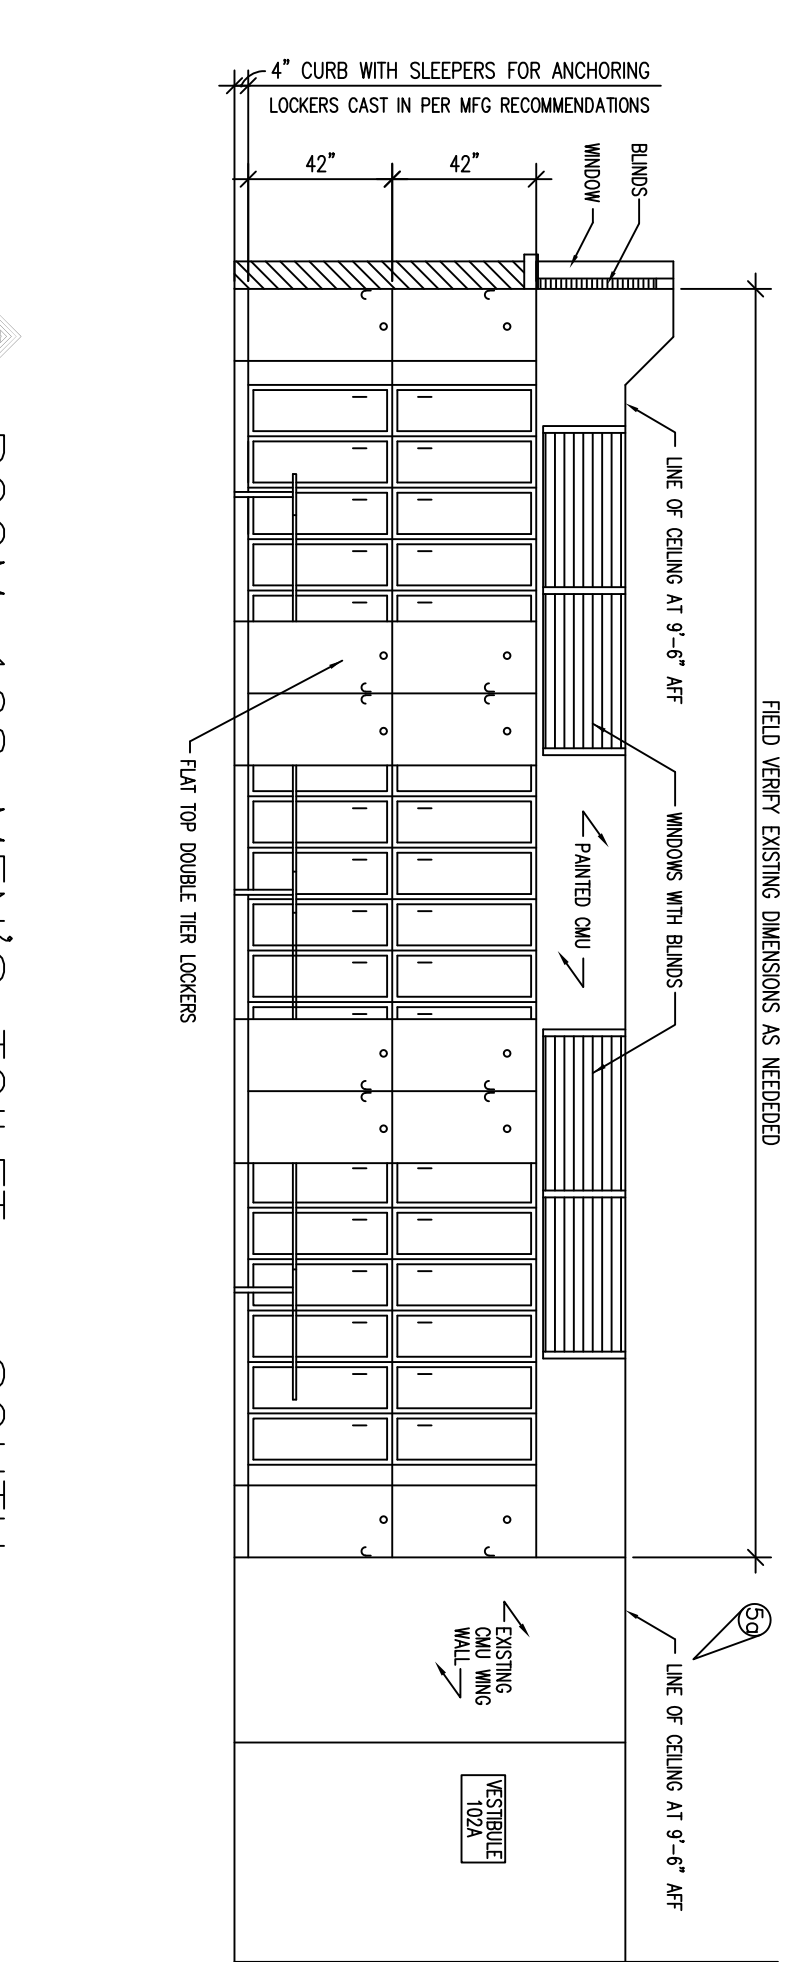 4" CURB WITH SLEEPERS FOR ANCHORING
LOCKERS CAST IN PER MFG RECOMMENDATIONS
42"
42"
WINDOW
BLINDS
LINE OF CEILING AT 9'-6" AFF
FIELD VERIFY EXISTING DIMENSIONS AS NEEDEDED
WINDOWS WITH BLINDS
PAINTED CMU
FLAT TOP DOUBLE TIER LOCKERS
5a
LINE OF CEILING AT 9'-6" AFF
EXISTING
CMU WING
WALL
VESTIBULE
102A